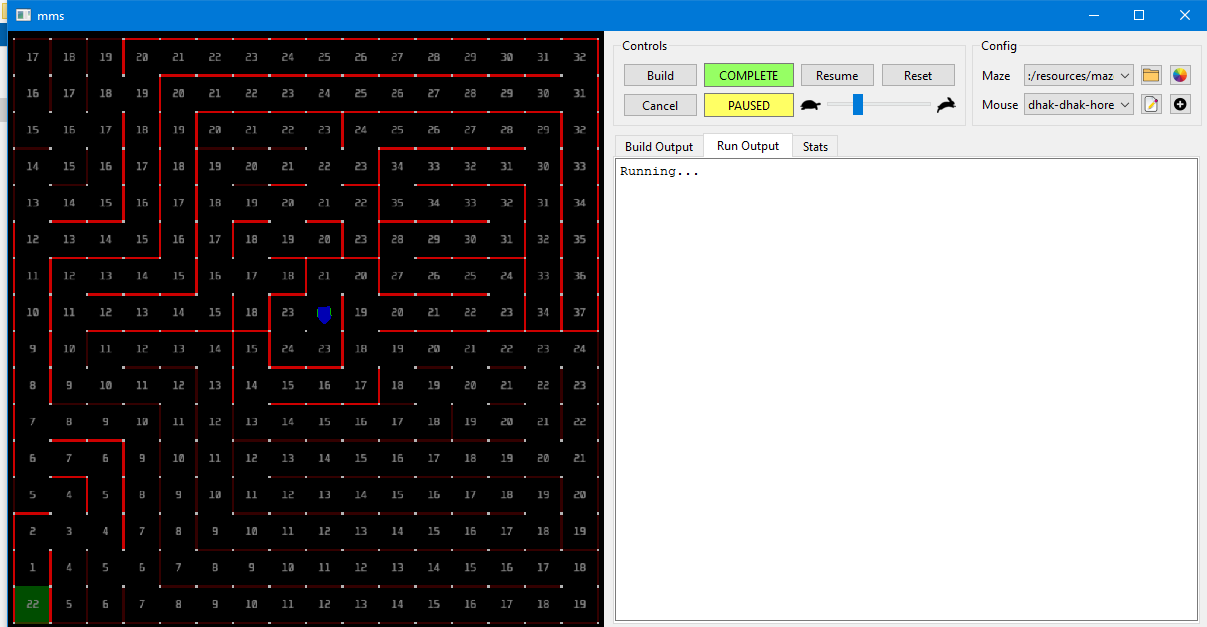 mms
Controls
Build COMPLETE Resume Reset
Cancel PAUSED
Config
Maze :/resources/maz
Mouse dhak-dhak-hore
Build Output Run Output Stats
Running...
17 18 19 20 21 22 23 24 25 26 27 28 29 30 31 32
16 17 18 19 20 21 22 23 24 25 26 27 28 29 30 31
15 16 17 18 19 20 21 22 23 24 25 26 27 28 29 32
14 15 16 17 18 19 20 21 22 23 34 33 32 31 30 33
13 14 15 16 17 18 19 20 21 22 35 34 33 32 31 34
12 13 14 15 16 17 18 19 20 23 28 29 30 31 32 35
11 12 13 14 15 16 17 18 21 20 27 26 25 24 33 36
10 11 12 13 14 15 18 23 19 20 21 22 23 34 37
9 10 11 12 13 14 15 24 23 18 19 20 21 22 23 24
8 9 10 11 12 13 14 15 16 17 18 19 20 21 22 23
7 8 9 10 11 12 13 14 15 16 17 18 19 20 21 22
6 7 6 9 10 11 12 13 14 15 16 17 18 19 20 21
5 4 5 8 9 10 11 12 13 14 15 16 17 18 19 20
2 3 4 7 8 9 10 11 12 13 14 15 16 17 18 19
1 4 5 6 7 8 9 10 11 12 13 14 15 16 17 18
22 5 6 7 8 9 10 11 12 13 14 15 16 17 18 19